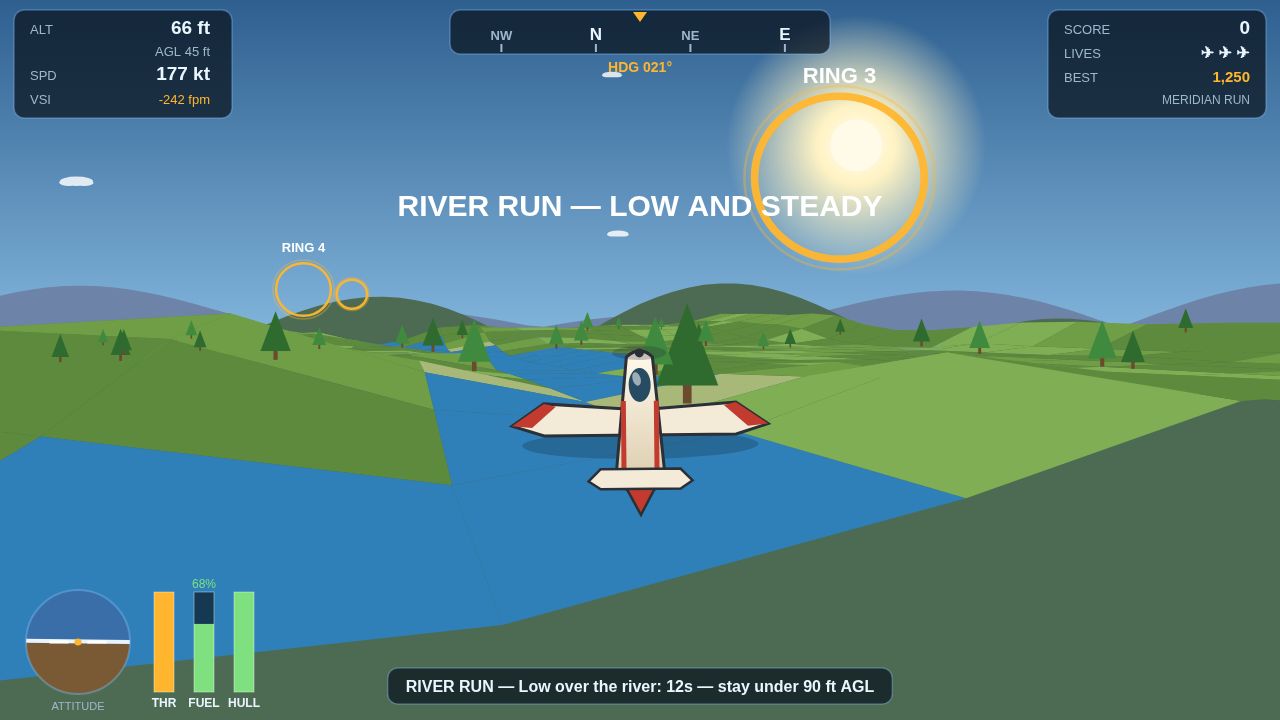 ALT 66 ft
AGL 45 ft
SPD 177 kt
VSI -242 fpm
NW N NE E
HDG 021°
SCORE 0
LIVES ✈ ✈ ✈
BEST 1,250
MERIDIAN RUN
RING 3
RIVER RUN — LOW AND STEADY
RING 4
68%
THR FUEL HULL
ATTITUDE
RIVER RUN — Low over the river: 12s — stay under 90 ft AGL